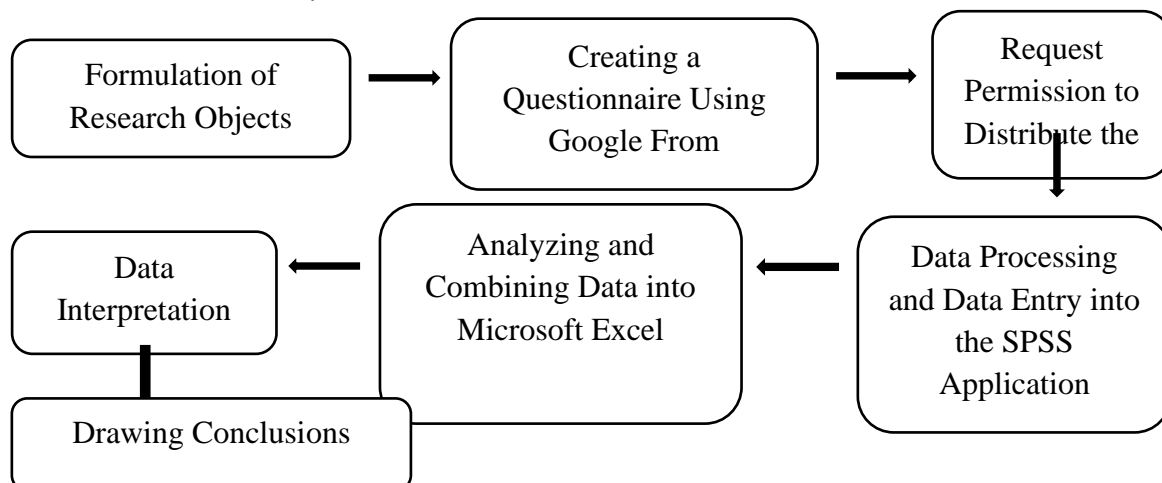 Formulation of
Research Objects
Creating a
Questionnaire Using
Google From
Request
Permission to
Distribute the
Data Processing
and Data Entry into
the SPSS
Application
Analyzing and
Combining Data into
Microsoft Excel
Data
Interpretation
Drawing Conclusions